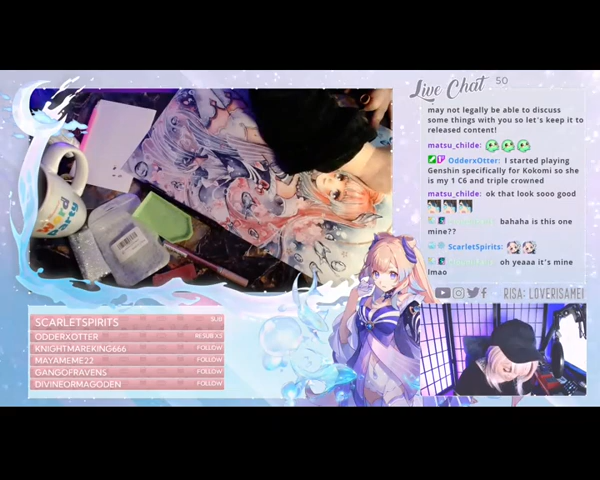 Live Chat 50
may not legally be able to discuss
some things with you so let's keep it to
released content!
matsu_childe:
OdderxOtter: I started playing
Genshin specifically for Kokomi so she
is my 1 C6 and triple crowned
matsu_childe: ok that look sooo good
bahaha is this one
mine??
ScarletSpirits:
oh yeaaa it's mine
lmao
RISA: LOVERISAMEI
Word
Party
SCARLETSPIRITS SUB
ODDERXOTTER RESUB X5
KNIGHTMAREKING666 FOLLOW
MAYAMEME22 FOLLOW
GANGOFRAVENS FOLLOW
DIVINEORMAGODEN FOLLOW